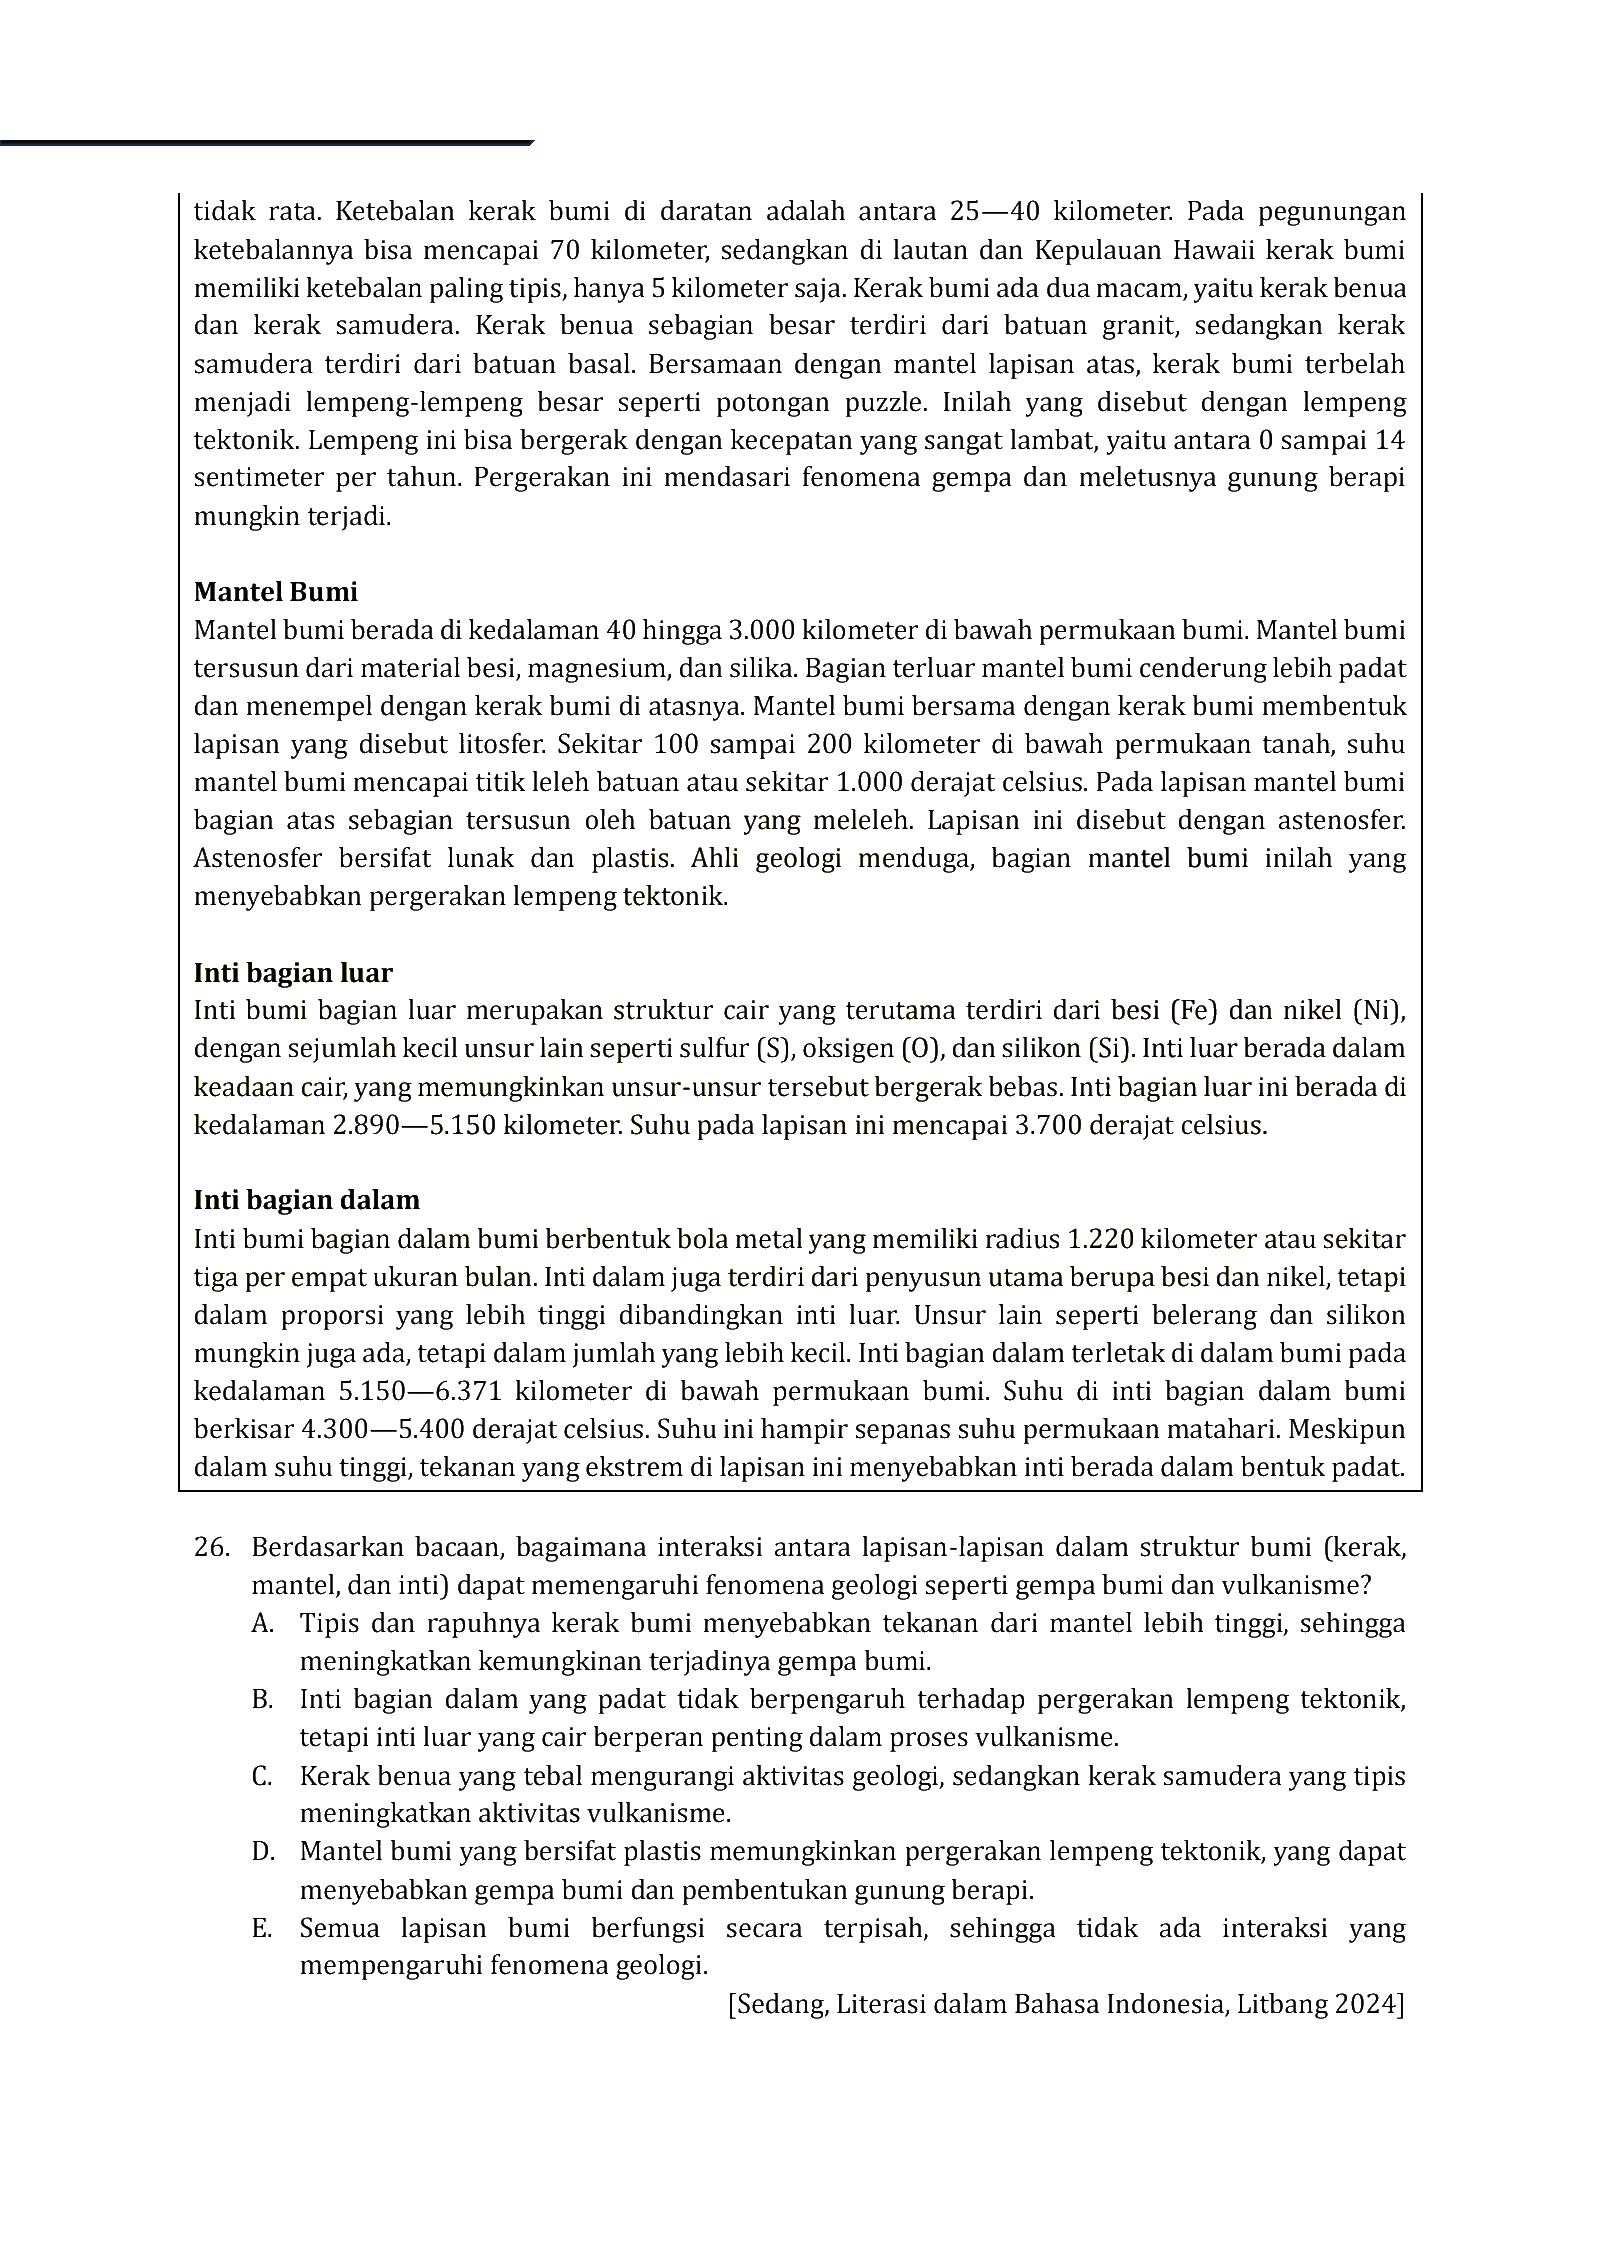 tidak rata. Ketebalan kerak bumi di daratan adalah antara 25—40 kilometer. Pada pegunungan
ketebalannya bisa mencapai 70 kilometer, sedangkan di lautan dan Kepulauan Hawaii kerak bumi
memiliki ketebalan paling tipis, hanya 5 kilometer saja. Kerak bumi ada dua macam, yaitu kerak benua
dan kerak samudera. Kerak benua sebagian besar terdiri dari batuan granit, sedangkan kerak
samudera terdiri dari batuan basal. Bersamaan dengan mantel lapisan atas, kerak bumi terbelah
menjadi lempeng-lempeng besar seperti potongan puzzle. Inilah yang disebut dengan lempeng
tektonik. Lempeng ini bisa bergerak dengan kecepatan yang sangat lambat, yaitu antara 0 sampai 14
sentimeter per tahun. Pergerakan ini mendasari fenomena gempa dan meletusnya gunung berapi
mungkin terjadi.
Mantel Bumi
Mantel bumi berada di kedalaman 40 hingga 3.000 kilometer di bawah permukaan bumi. Mantel bumi
tersusun dari material besi, magnesium, dan silika. Bagian terluar mantel bumi cenderung lebih padat
dan menempel dengan kerak bumi di atasnya. Mantel bumi bersama dengan kerak bumi membentuk
lapisan yang disebut litosfer. Sekitar 100 sampai 200 kilometer di bawah permukaan tanah, suhu
mantel bumi mencapai titik leleh batuan atau sekitar 1.000 derajat celsius. Pada lapisan mantel bumi
bagian atas sebagian tersusun oleh batuan yang meleleh. Lapisan ini disebut dengan astenosfer.
Astenosfer bersifat lunak dan plastis. Ahli geologi menduga, bagian mantel bumi inilah yang
menyebabkan pergerakan lempeng tektonik.
Inti bagian luar
Inti bumi bagian luar merupakan struktur cair yang terutama terdiri dari besi (Fe) dan nikel (Ni),
dengan sejumlah kecil unsur lain seperti sulfur (S), oksigen (O), dan silikon (Si). Inti luar berada dalam
keadaan cair, yang memungkinkan unsur-unsur tersebut bergerak bebas. Inti bagian luar ini berada di
kedalaman 2.890—5.150 kilometer. Suhu pada lapisan ini mencapai 3.700 derajat celsius.
Inti bagian dalam
Inti bumi bagian dalam bumi berbentuk bola metal yang memiliki radius 1.220 kilometer atau sekitar
tiga per empat ukuran bulan. Inti dalam juga terdiri dari penyusun utama berupa besi dan nikel, tetapi
dalam proporsi yang lebih tinggi dibandingkan inti luar. Unsur lain seperti belerang dan silikon
mungkin juga ada, tetapi dalam jumlah yang lebih kecil. Inti bagian dalam terletak di dalam bumi pada
kedalaman 5.150—6.371 kilometer di bawah permukaan bumi. Suhu di inti bagian dalam bumi
berkisar 4.300—5.400 derajat celsius. Suhu ini hampir sepanas suhu permukaan matahari. Meskipun
dalam suhu tinggi, tekanan yang ekstrem di lapisan ini menyebabkan inti berada dalam bentuk padat.
26. Berdasarkan bacaan, bagaimana interaksi antara lapisan-lapisan dalam struktur bumi (kerak,
mantel, dan inti) dapat memengaruhi fenomena geologi seperti gempa bumi dan vulkanisme?
A. Tipis dan rapuhnya kerak bumi menyebabkan tekanan dari mantel lebih tinggi, sehingga
meningkatkan kemungkinan terjadinya gempa bumi.
B. Inti bagian dalam yang padat tidak berpengaruh terhadap pergerakan lempeng tektonik,
tetapi inti luar yang cair berperan penting dalam proses vulkanisme.
C. Kerak benua yang tebal mengurangi aktivitas geologi, sedangkan kerak samudera yang tipis
meningkatkan aktivitas vulkanisme.
D. Mantel bumi yang bersifat plastis memungkinkan pergerakan lempeng tektonik, yang dapat
menyebabkan gempa bumi dan pembentukan gunung berapi.
E. Semua lapisan bumi berfungsi secara terpisah, sehingga tidak ada interaksi yang
mempengaruhi fenomena geologi.
[Sedang, Literasi dalam Bahasa Indonesia, Litbang 2024]